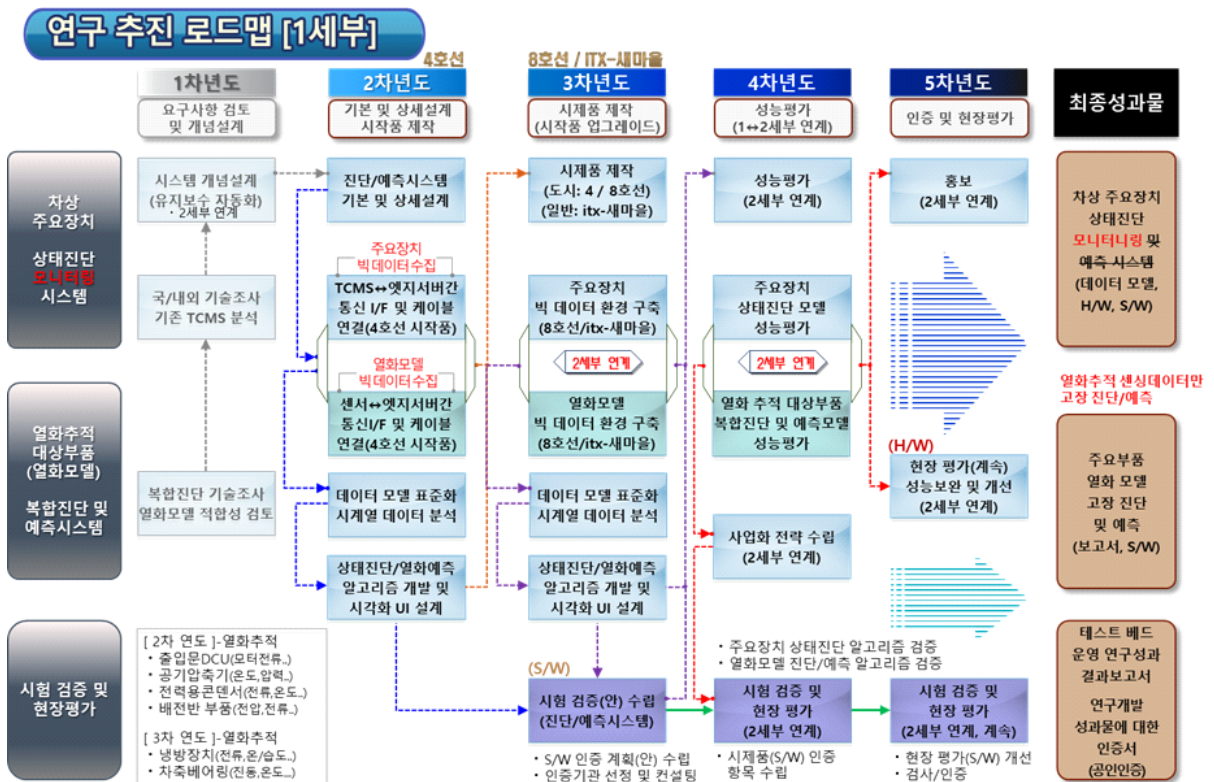 연구 추진 로드맵 [1세부]
4호선
8호선 / ITX-새마을
1차년도
2차년도
3차년도
4차년도
5차년도
최종성과물
요구사항 검토
및 개념설계
기본 및 상세설계
시작품 제작
시제품 제작
(시작품 업그레이드)
성능평가
(1↔2세부 연계)
인증 및 현장평가
차상
주요장치
상태진단
모니터링
시스템
시스템 개념설계
(유지보수 자동화)
· 2세부 연계
진단/예측시스템
기본 및 상세설계
시제품 제작
(도시: 4 / 8호선)
(일반: itx-새마을)
성능평가
(2세부 연계)
홍보
(2세부 연계)
차상 주요장치
상태진단
모니터니링 및
예측 시스템
(데이터 모델,
H/W, S/W)
국/내외 기술조사
기존 TCMS 분석
주요장치
빅데이터수집
TCMS↔엣지서버간
통신 I/F 및 케이블
연결(4호선 시작품)
주요장치
빅 데이터 환경 구축
(8호선/itx-새마을)
주요장치
상태진단 모델
성능평가
열화모델
빅데이터수집
2세부 연계
2세부 연계
센서↔엣지서버간
통신I/F 및 케이블
연결(4호선 시작품)
열화모델
빅 데이터 환경 구축
(8호선/itx-새마을)
열화 추적 대상부품
복합진단 및 예측모델
성능평가
열화추적 센싱데이터만
고장 진단/예측
열화추적
대상부품
(열화모델)
복합진단 및
예측시스템
복합진단 기술조사
열화모델 적합성 검토
데이터 모델 표준화
시계열 데이터 분석
데이터 모델 표준화
시계열 데이터 분석
사업화 전략 수립
(2세부 연계)
(H/W)
현장 평가(계속)
성능보완 및 개선
(2세부 연계)
주요부품
열화 모델
고장 진단
및 예측
(보고서, S/W)
상태진단/열화예측
알고리즘 개발 및
시각화 UI 설계
상태진단/열화예측
알고리즘 개발 및
시각화 UI 설계
시험 검증 및
현장평가
[ 2차 연도 ]-열화추적
· 출입문DCU(모터전류..)
· 공기압축기(온도,압력..)
· 전력용콘덴서(전류,온도..)
· 배전반 부품(전압,전류..)
[ 3차 연도 ]-열화추적
· 냉방장치(전류,온/습도..)
· 차축베어링(진동,온도...)
(S/W)
시험 검증(안) 수립
(진단/예측시스템)
· S/W 인증 계획(안) 수립
· 인증기관 선정 및 컨설팅
· 주요장치 상태진단 알고리즘 검증
· 열화모델 진단/예측 알고리즘 검증
시험 검증 및
현장 평가
(2세부 연계)
· 시제품(S/W) 인증
항목 수립
시험 검증 및
현장 평가
(2세부 연계, 계속)
· 현장 평가(S/W) 개선
· 검사/인증
테스트 베드
운영 연구성과
결과보고서
연구개발
성과물에 대한
인증서
(공인인증)